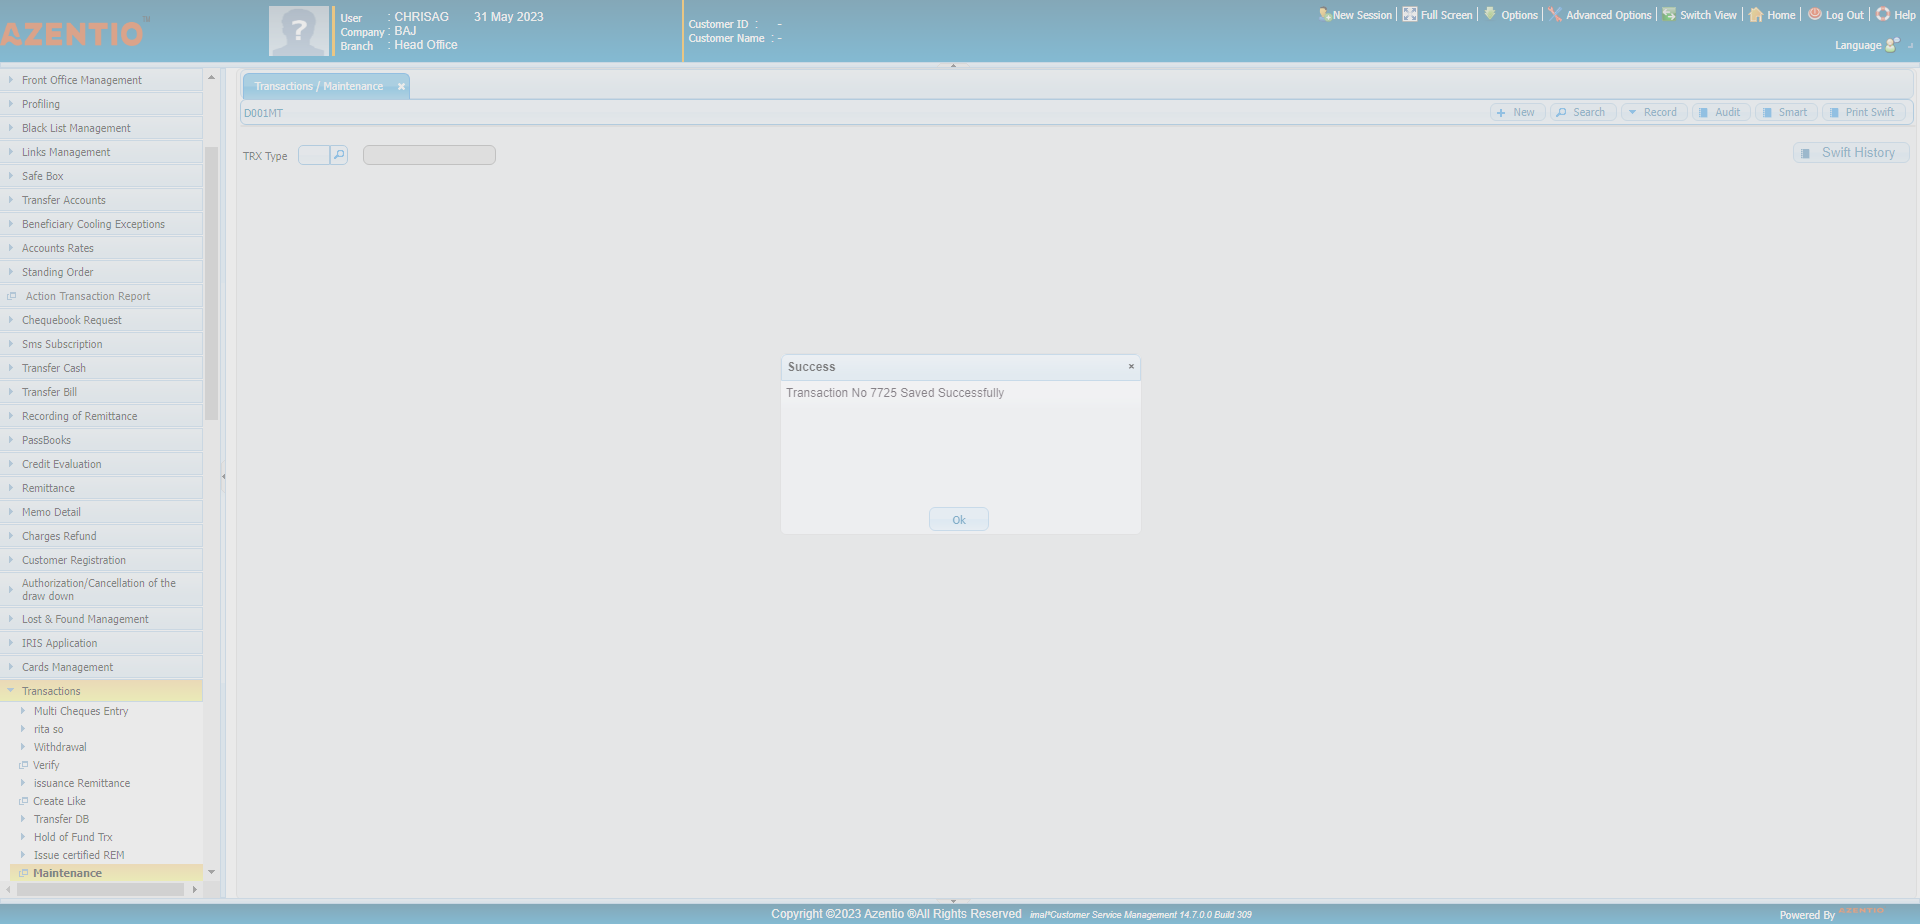 AZENTIO
User : CHRISAG 31 May 2023
Company : BAJ
Branch : Head Office
Customer ID : -
Customer Name : -
New Session
Full Screen
Options
Advanced Options
Switch View
Home
Log Out
Help
Language
Front Office Management
Profiling
Black List Management
Links Management
Safe Box
Transfer Accounts
Beneficiary Cooling Exceptions
Accounts Rates
Standing Order
Action Transaction Report
Chequebook Request
Sms Subscription
Transfer Cash
Transfer Bill
Recording of Remittance
PassBooks
Credit Evaluation
Remittance
Memo Detail
Charges Refund
Customer Registration
Authorization/Cancellation of the
draw down
Lost & Found Management
IRIS Application
Cards Management
Transactions
Multi Cheques Entry
rita so
Withdrawal
Verify
issuance Remittance
Create Like
Transfer DB
Hold of Fund Trx
Issue certified REM
Maintenance
Transactions / Maintenance
D001MT
New
Search
Record
Audit
Smart
Print Swift
TRX Type
Swift History
Success
Transaction No 7725 Saved Successfully
Ok
Copyright ©2023 Azentio ®All Rights Reserved imal®Customer Service Management 14.7.0.0 Build 309
Powered By AZENTIO